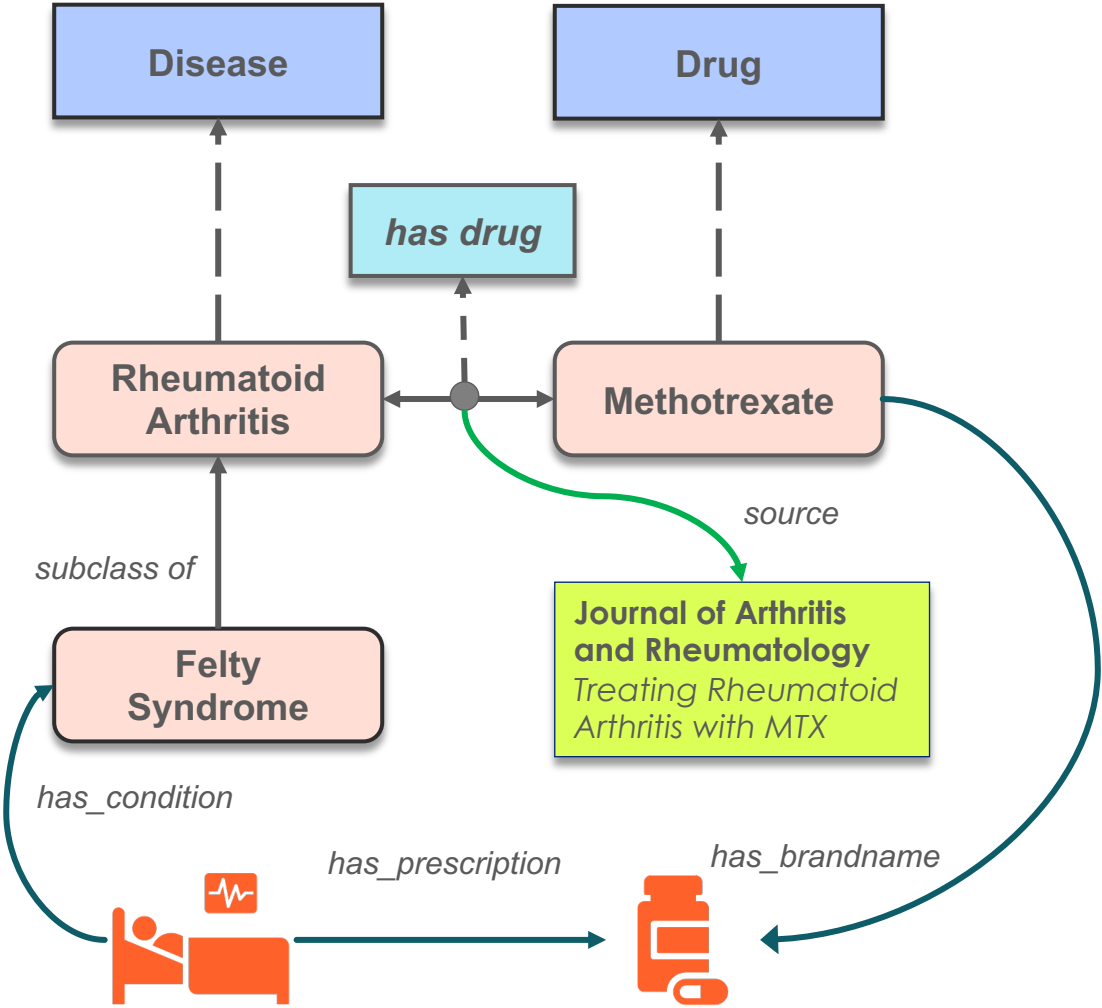 Disease
Drug
has drug
Rheumatoid
Arthritis
Methotrexate
source
subclass of
Journal of Arthritis
and Rheumatology
Treating Rheumatoid
Arthritis with MTX
Felty
Syndrome
has_condition
has_prescription
has_brandname